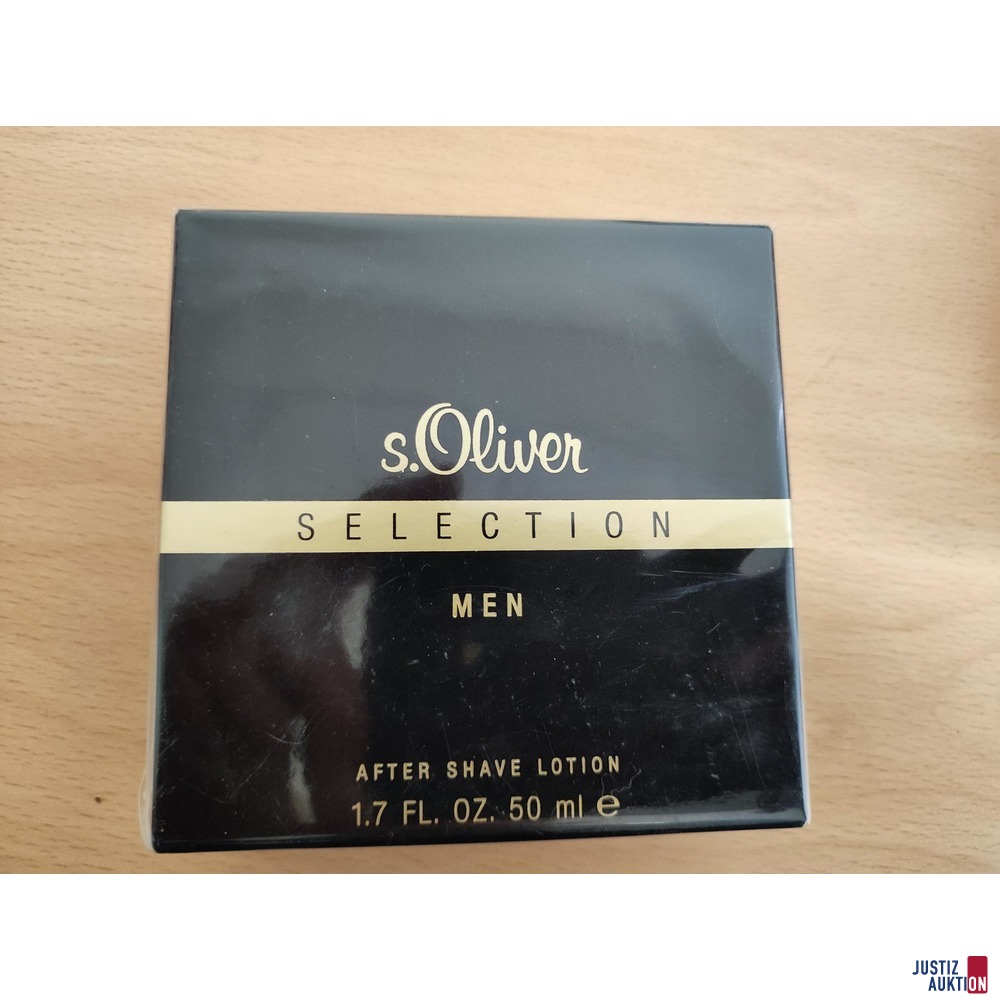 s.Oliver
SELECTION
MEN
AFTER SHAVE LOTION
1.7 FL. OZ. 50 ml ℮
JUSTIZ
AUKTION